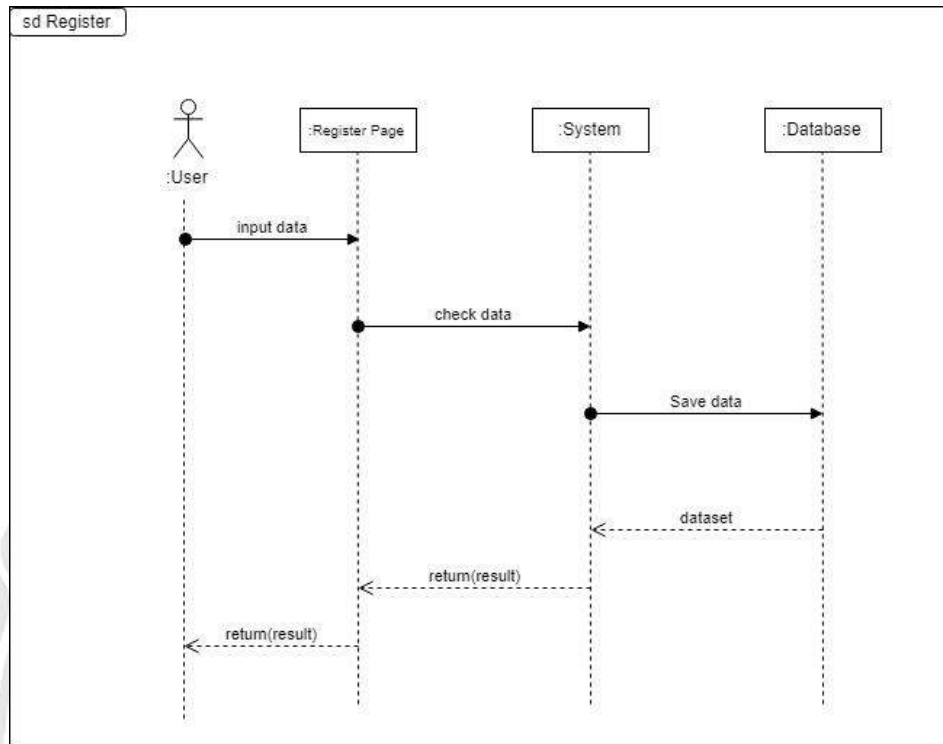 sd Register
:User
:Register Page
:System
:Database
input data
check data
Save data
dataset
return(result)
return(result)